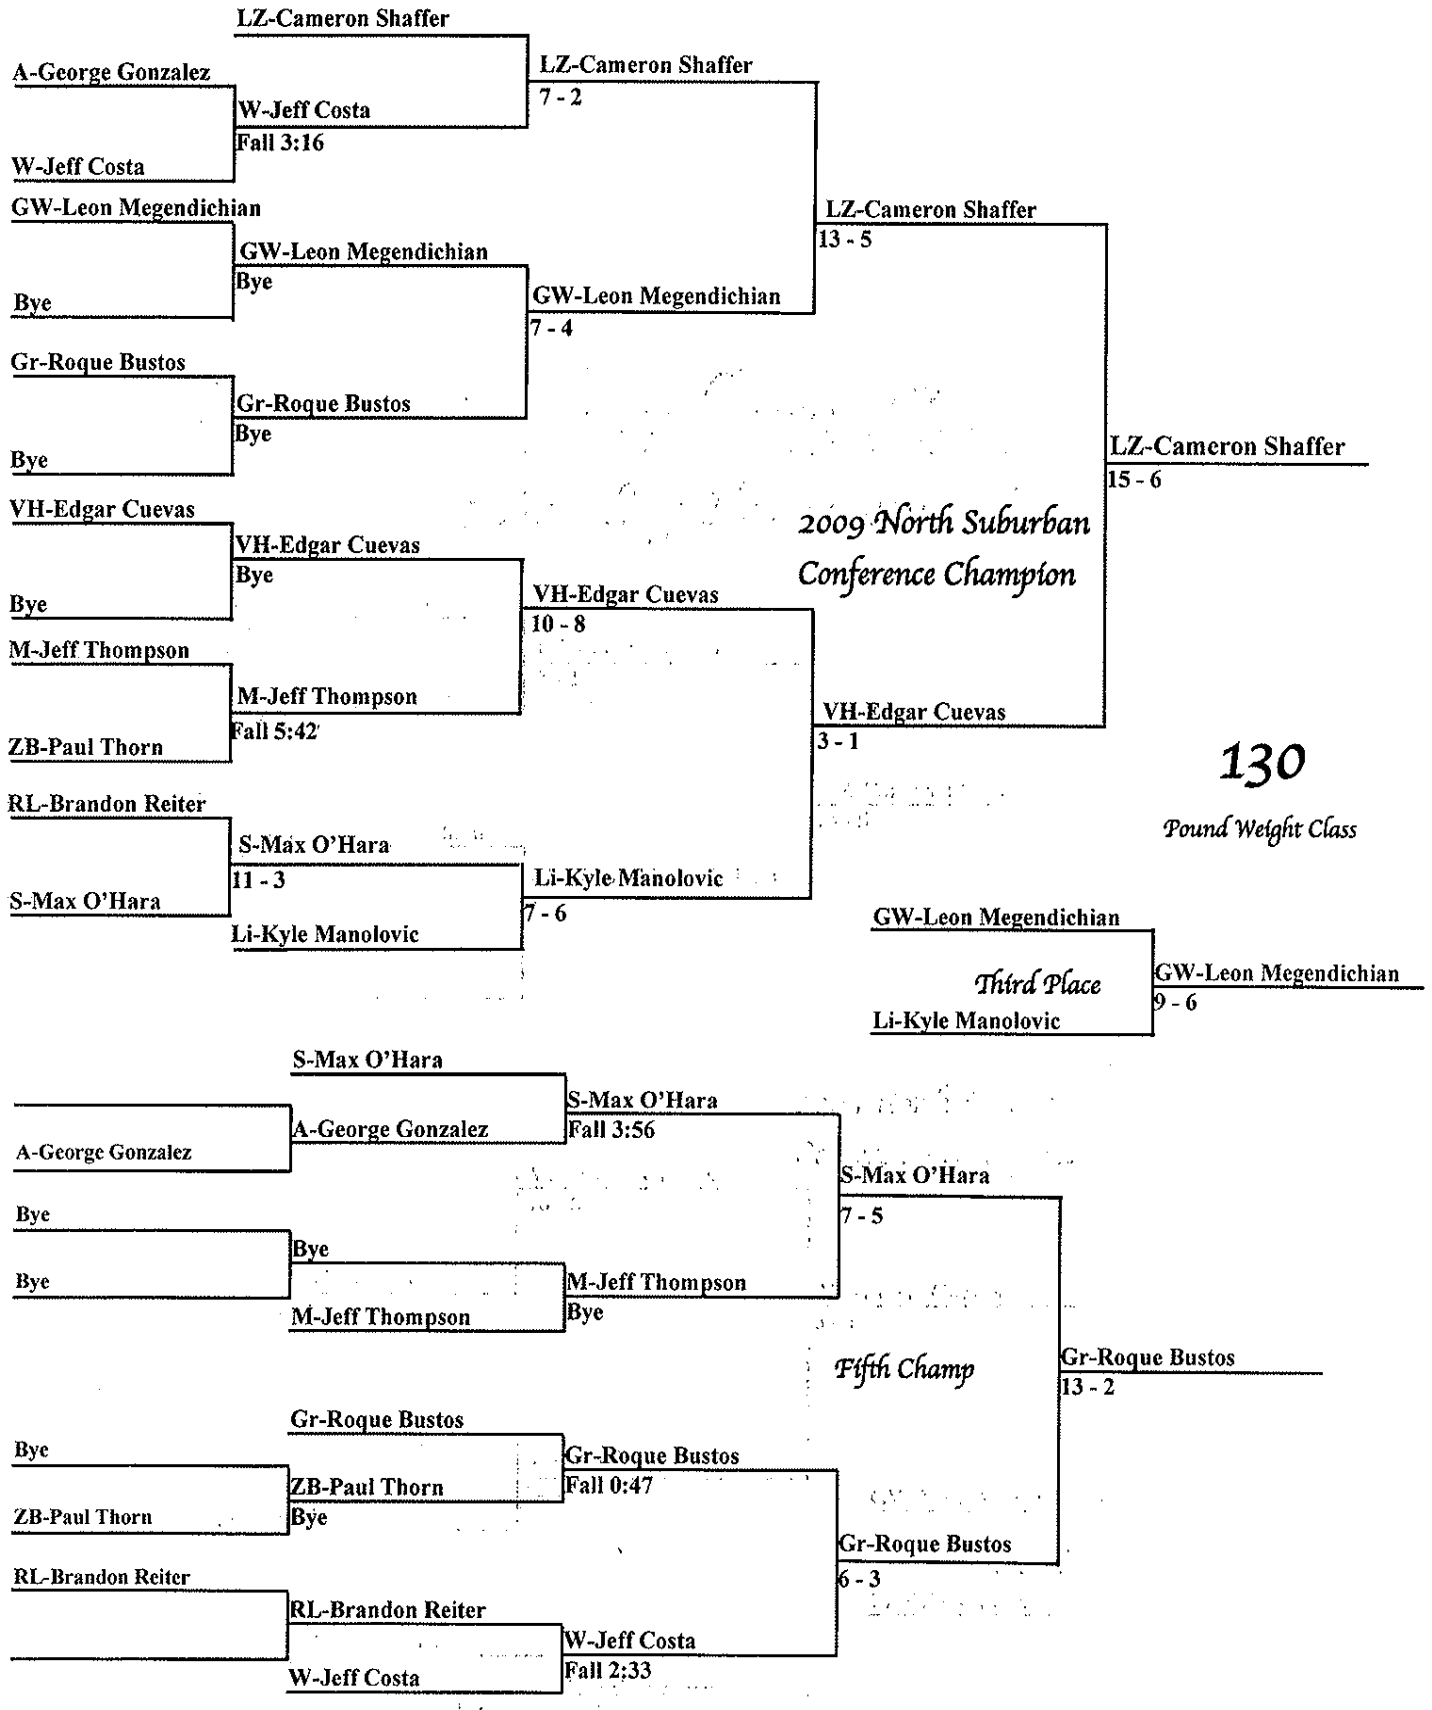 LZ-Cameron Shaffer
LZ-Cameron Shaffer
7 - 2
A-George Gonzalez
W-Jeff Costa
Fall 3:16
W-Jeff Costa
GW-Leon Megendichian
LZ-Cameron Shaffer
13 - 5
GW-Leon Megendichian
Bye
Bye
GW-Leon Megendichian
7 - 4
Gr-Roque Bustos
Gr-Roque Bustos
Bye
Bye
LZ-Cameron Shaffer
15 - 6
VH-Edgar Cuevas
2009 North Suburban
Conference Champion
VH-Edgar Cuevas
Bye
Bye
VH-Edgar Cuevas
10 - 8
M-Jeff Thompson
M-Jeff Thompson
Fall 5:42
ZB-Paul Thorn
VH-Edgar Cuevas
3 - 1
130
Pound Weight Class
RL-Brandon Reiter
S-Max O'Hara
11 - 3
S-Max O'Hara
Li-Kyle Manolovic
7 - 6
Li-Kyle Manolovic
GW-Leon Megendichian
Third Place
GW-Leon Megendichian
9 - 6
Li-Kyle Manolovic
S-Max O'Hara
S-Max O'Hara
Fall 3:56
A-George Gonzalez
A-George Gonzalez
S-Max O'Hara
7 - 5
Bye
Bye
Bye
M-Jeff Thompson
Bye
M-Jeff Thompson
Fifth Champ
Gr-Roque Bustos
13 - 2
Gr-Roque Bustos
Gr-Roque Bustos
Fall 0:47
Bye
ZB-Paul Thorn
Bye
ZB-Paul Thorn
Gr-Roque Bustos
6 - 3
RL-Brandon Reiter
RL-Brandon Reiter
W-Jeff Costa
Fall 2:33
W-Jeff Costa